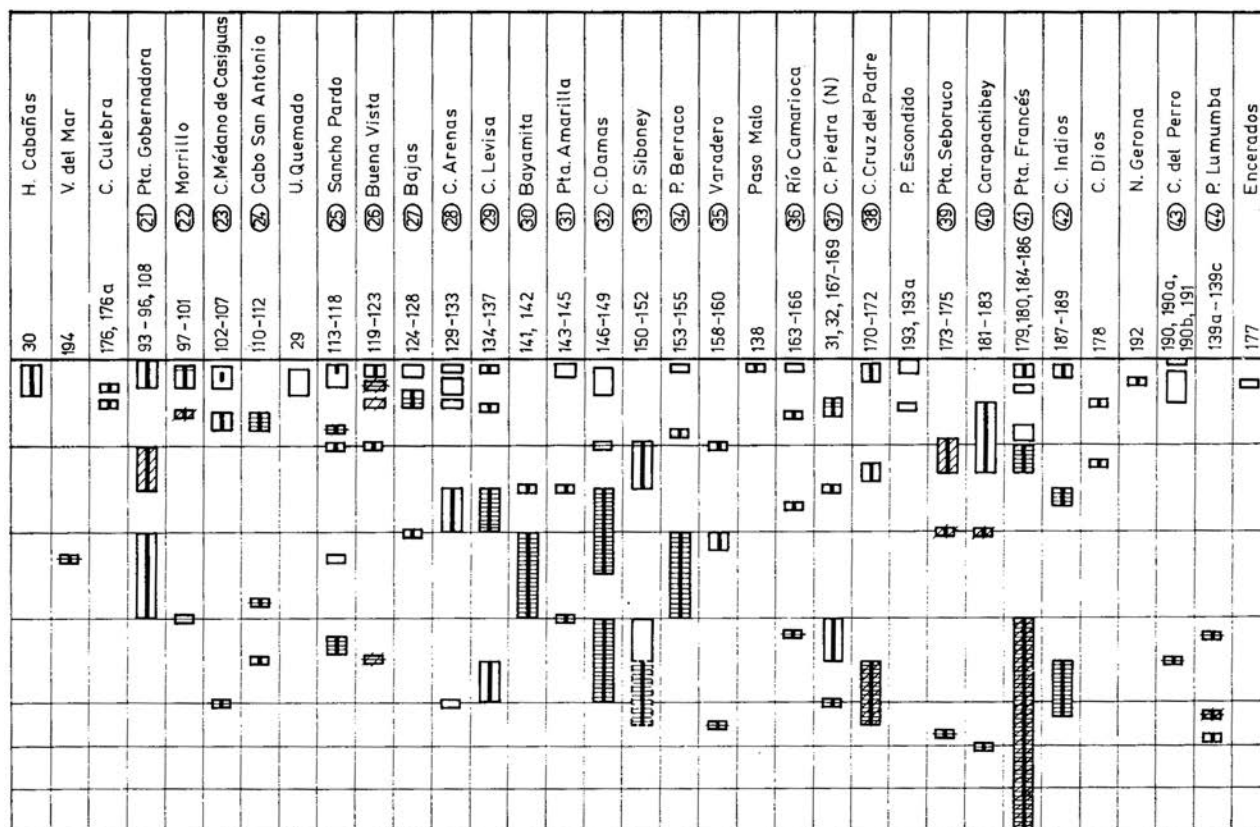 H. Cabañas
30
V. del Mar
194
C. Culebra
176, 176a
㉑ Pta. Gobernadora
93 - 96, 108
㉒ Morrillo
97-101
㉓ C. Médano de Casiguas
102-107
㉔ Cabo San Antonio
110-112
U. Quemado
29
㉕ Sancho Pardo
113-118
㉖ Buena Vista
119-123
㉗ Bajas
124-128
㉘ C. Arenas
129-133
㉙ C. Levisa
134-137
㉚ Bayamita
141, 142
㉛ Pta. Amarilla
143-145
㉜ C. Damas
146-149
㉝ P. Siboney
150-152
㉞ P. Berraco
153-155
㉟ Varadero
158-160
Paso Malo
138
㊱ Río Camarioca
163-166
㊲ C. Piedra (N)
31, 32, 167-169
㊳ C. Cruz del Padre
170-172
P. Escondido
193, 193a
㊴ Pta. Seboruco
173-175
㊵ Carapachibey
181-183
㊶ Pta. Francés
179, 180, 184-186
㊷ C. Indios
187-189
C. Dios
178
N. Gerona
192
㊸ C. del Perro
190, 190a,
190b, 191
㊹ P. Lumumba
139a-139c
Encerados
177